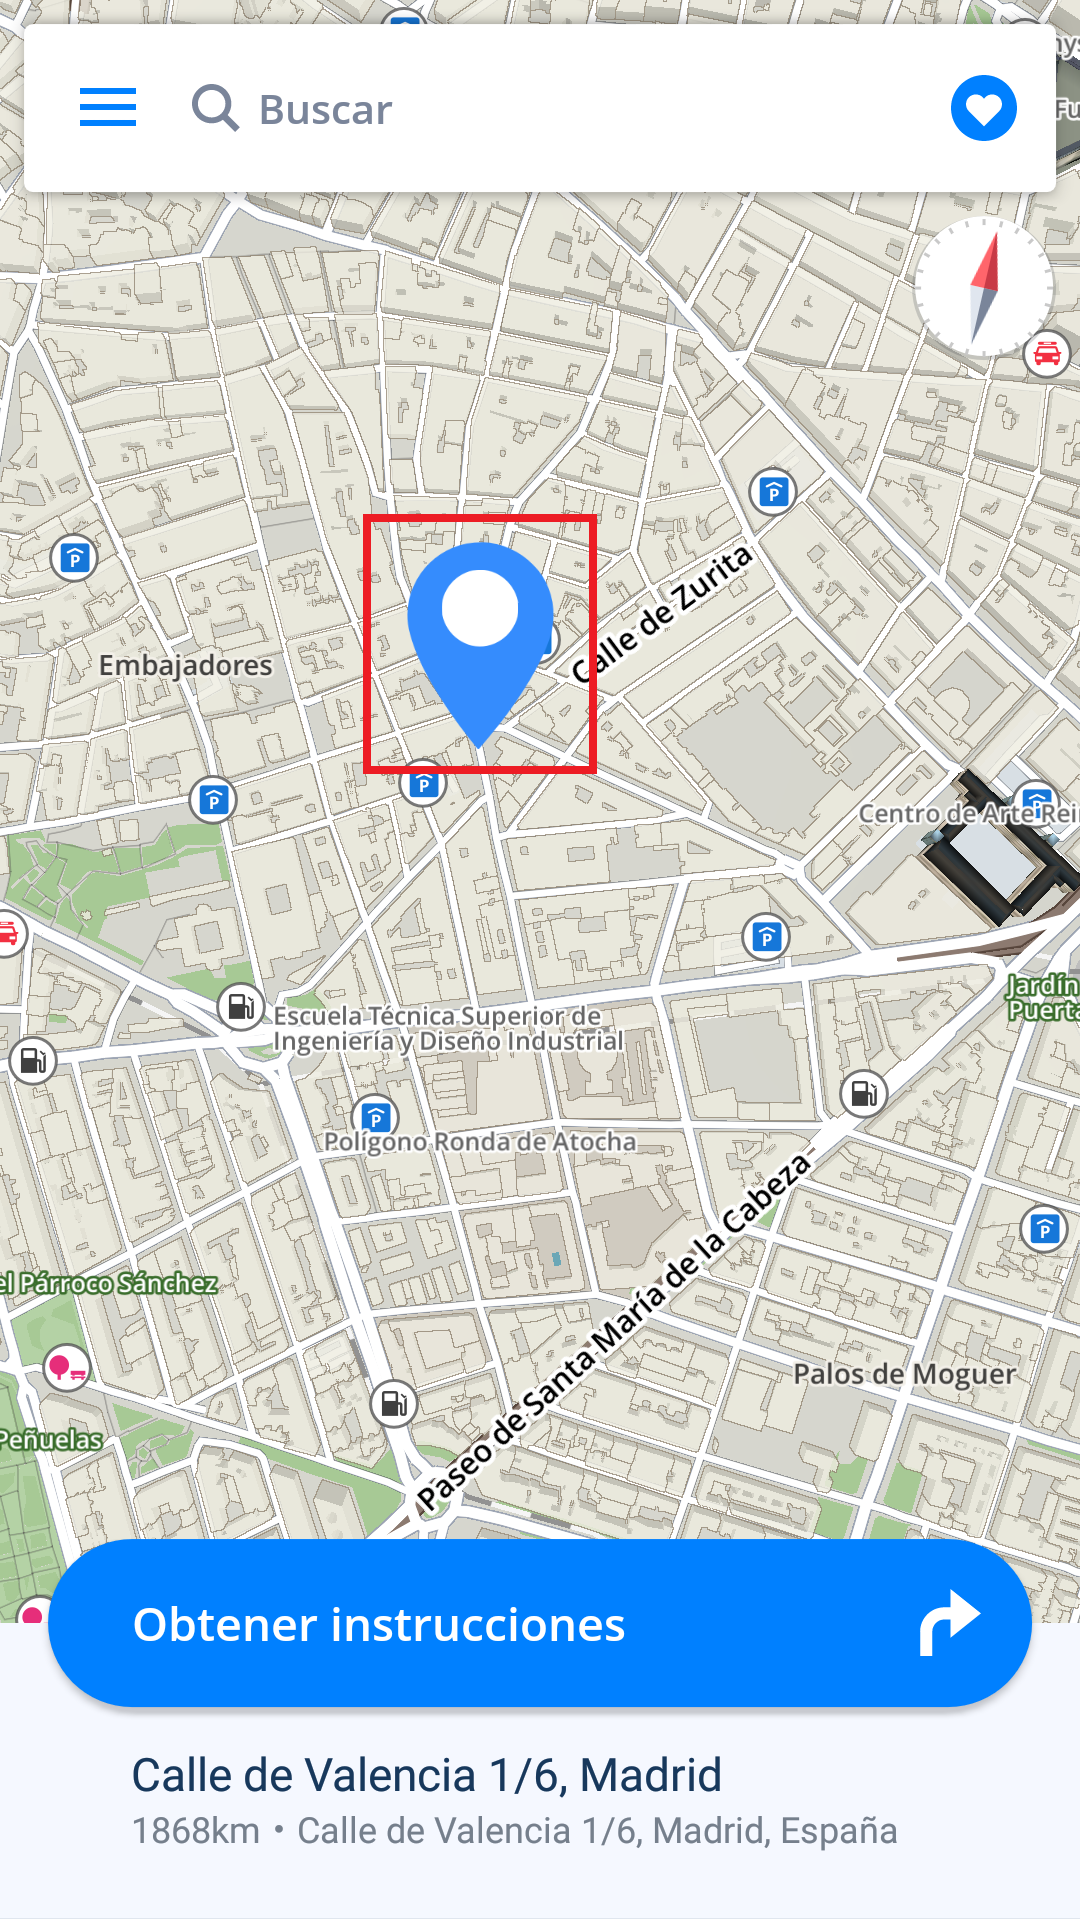 Buscar
Calle de Zurita
Embajadores
Centro de Arte Rei
Jardín
Puerta
Escuela Técnica Superior de
Ingeniería y Diseño Industrial
Polígono Ronda de Atocha
Paseo de Santa María de la Cabeza
el Párroco Sánchez
Palos de Moguer
Peñuelas
Obtener instrucciones
Calle de Valencia 1/6, Madrid
1868km • Calle de Valencia 1/6, Madrid, España